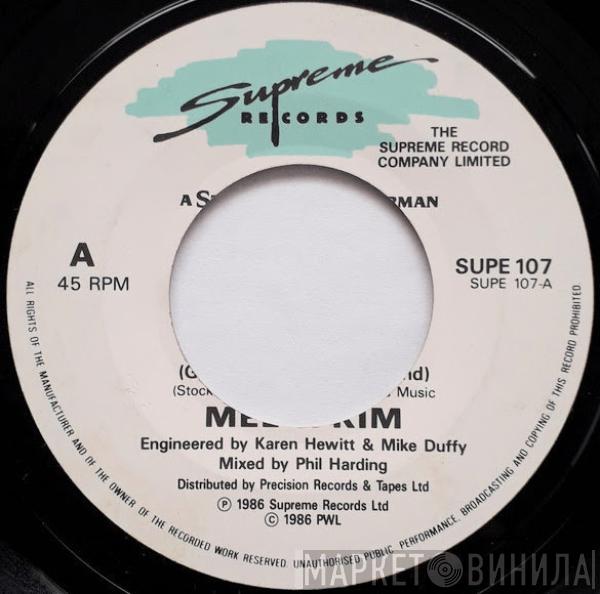 Supreme
RECORDS
THE
SUPREME RECORD
COMPANY LIMITED
A
45 RPM
SUPE 107
SUPE 107-A
(Stock
Music
KIM
Engineered by Karen Hewitt & Mike Duffy
Mixed by Phil Harding
Distributed by Precision Records & Tapes Ltd
℗ 1986 Supreme Records Ltd
© 1986 PWL
ALL RIGHTS OF THE MANUFACTURER AND OF THE OWNER OF THE RECORDED WORK RESERVED. UNAUTHORISED PUBLIC PERFORMANCE, BROADCASTING AND COPYING OF THIS RECORD PROHIBITED.
МАРКЕТ ВИНИЛА